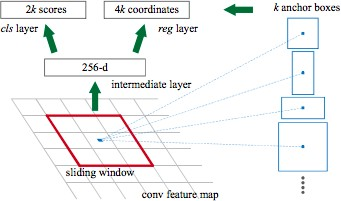 2k scores
4k coordinates
k anchor boxes
cls layer
reg layer
256-d
intermediate layer
sliding window
conv feature map